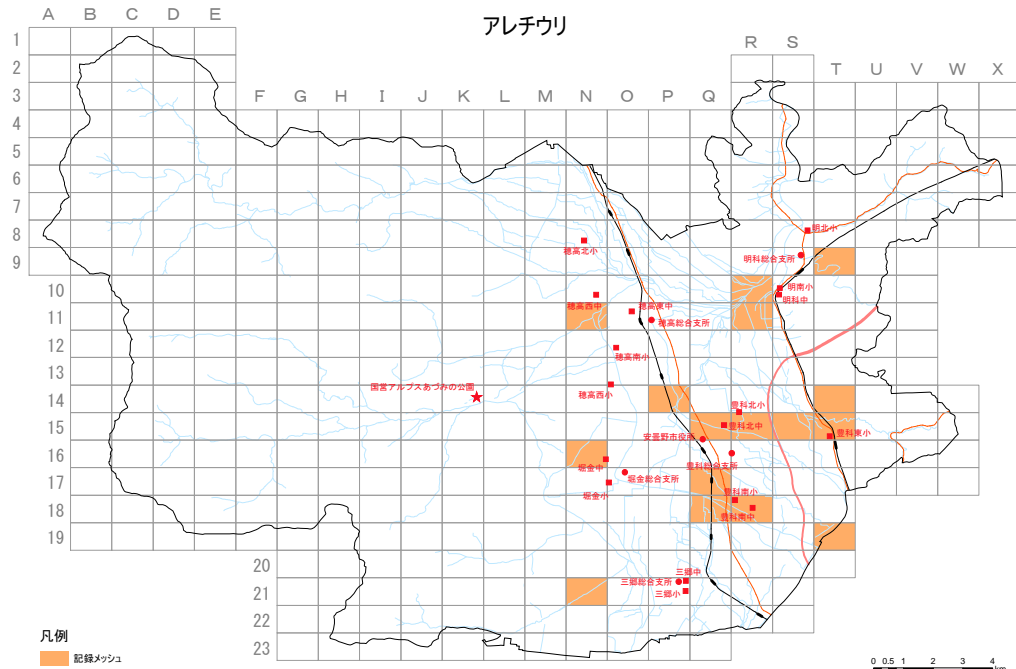 アレチウリ
A B C D E
R S
T U V W X
F G H I J K L M N O P Q
1
2
3
4
5
6
7
8
9
10
11
12
13
14
15
16
17
18
19
20
21
22
23
明北小
穂高北小
明科総合支所
明南小
明科中
穂高西中
穂高東中
穂高総合支所
穂高南小
国営アルプスあづみの公園
穂高西小
豊科北小
豊科北中
安曇野市役所
豊科東小
豊科総合支所
堀金中
堀金総合支所
堀金小
豊科南小
豊科南中
三郷中
三郷総合支所
三郷小
凡例
記録メッシュ
0 0.5 1 2 3 4
km